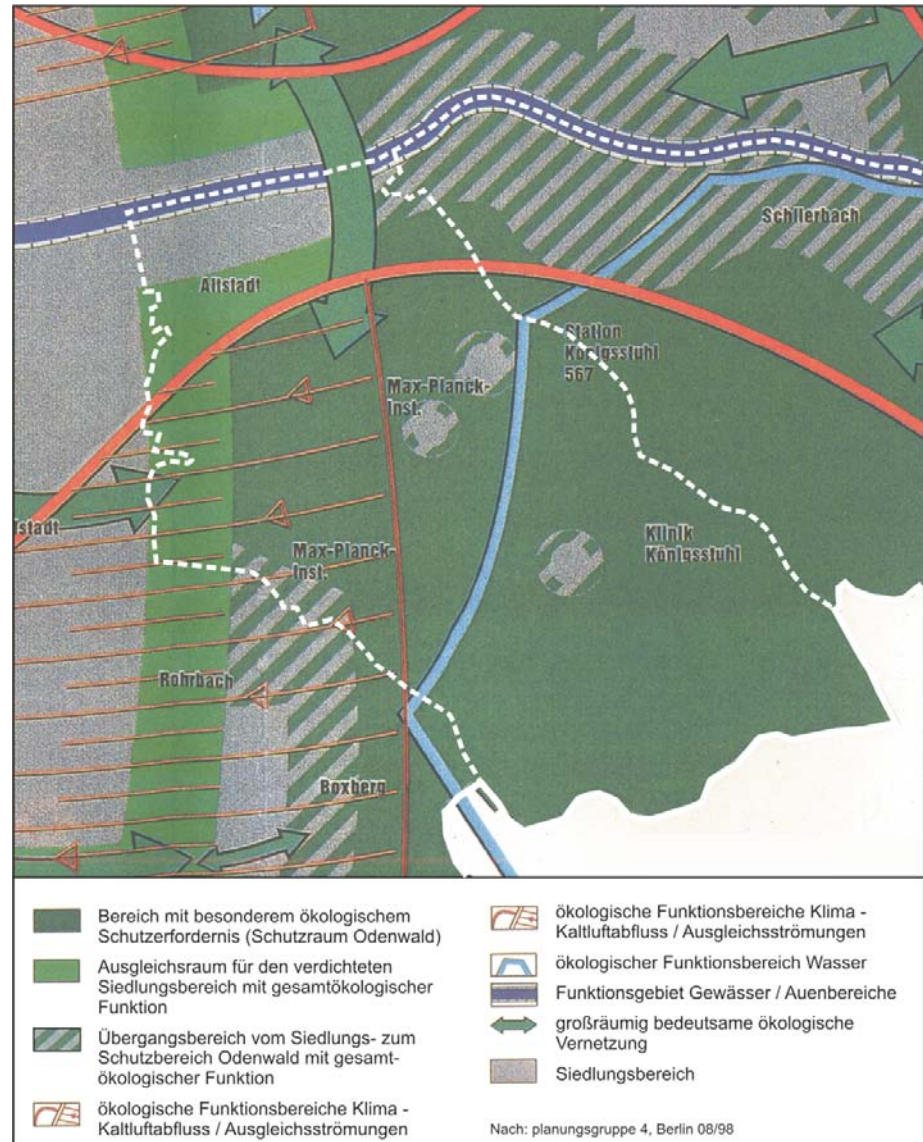 Schlierbach
Altstadt
Station
Königsstuhl
567
Max-Planck-
Inst.
lstadt
Klinik
Königsstuhl
Max-Planck-
Inst.
Rohrbach
Boxberg
Bereich mit besonderem ökologischem
Schutzerfordernis (Schutzraum Odenwald)
Ausgleichsraum für den verdichteten
Siedlungsbereich mit gesamtökologischer
Funktion
Übergangsbereich vom Siedlungs- zum
Schutzbereich Odenwald mit gesamt-
ökologischer Funktion
ökologische Funktionsbereiche Klima -
Kaltluftabfluss / Ausgleichsströmungen
ökologische Funktionsbereiche Klima -
Kaltluftabfluss / Ausgleichsströmungen
ökologischer Funktionsbereich Wasser
Funktionsgebiet Gewässer / Auenbereiche
großräumig bedeutsame ökologische
Vernetzung
Siedlungsbereich
Nach: planungsgruppe 4, Berlin 08/98